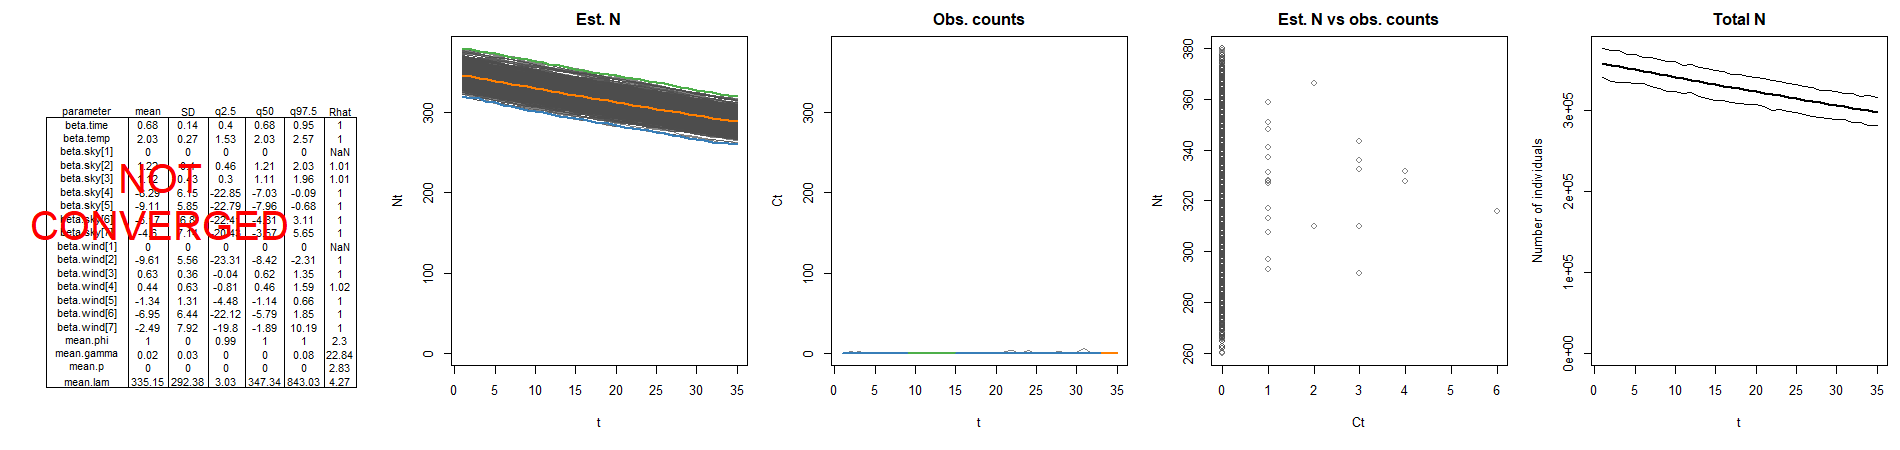 parameter mean SD q2.5 q50 q97.5 Rhat
beta.time 0.68 0.14 0.4 0.68 0.95 1
beta.temp 2.03 0.27 1.53 2.03 2.57 1
beta.sky[1] 0 0 0 0 0 NaN
beta.sky[2] 0.46 1.21 2.03 1.01
beta.sky[3] 0.3 1.11 1.96 1.01
NOT
beta.sky[4] -22.85 -7.03 -0.09 1
beta.sky[5] -9.11 5.85 -22.79 -7.96 -0.68 1
beta.sky[6] 3.11 1
CONVERGED
5.65 1
beta.wind[1] 0 0 0 0 0 NaN
beta.wind[2] -9.61 5.56 -23.31 -8.42 -2.31 1
beta.wind[3] 0.63 0.36 -0.04 0.62 1.35 1
beta.wind[4] 0.44 0.63 -0.81 0.46 1.59 1.02
beta.wind[5] -1.34 1.31 -4.48 -1.14 0.66 1
beta.wind[6] -6.95 6.44 -22.12 -5.79 1.85 1
beta.wind[7] -2.49 7.92 -19.8 -1.89 10.19 1
mean.phi 1 0 0.99 1 1 2.3
mean.gamma 0.02 0.03 0 0 0.08 22.84
mean.p 0 0 0 0 0 2.83
mean.lam 335.15 292.38 3.03 347.34 843.03 4.27
Est. N
Nt
300
200
100
0
0 5 10 15 20 25 30 35
t
Obs. counts
Ct
300
200
100
0
0 5 10 15 20 25 30 35
t
Est. N vs obs. counts
Nt
380
360
340
320
300
280
260
0 1 2 3 4 5 6
Ct
Total N
Number of individuals
3e+05
2e+05
1e+05
0e+00
0 5 10 15 20 25 30 35
t